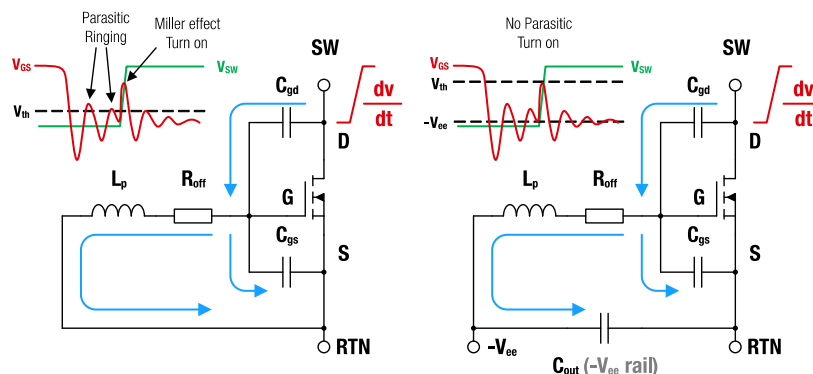 Parasitic
Ringing
Miller effect
Turn on
VGS
VSW
Vth
SW
Cgd
dv
dt
D
Lp
Roff
G
Cgs
S
RTN
No Parasitic
Turn on
VGS
VSW
Vth
-Vee
SW
Cgd
dv
dt
D
Lp
Roff
G
Cgs
S
-Vee
RTN
Cout (-Vee rail)